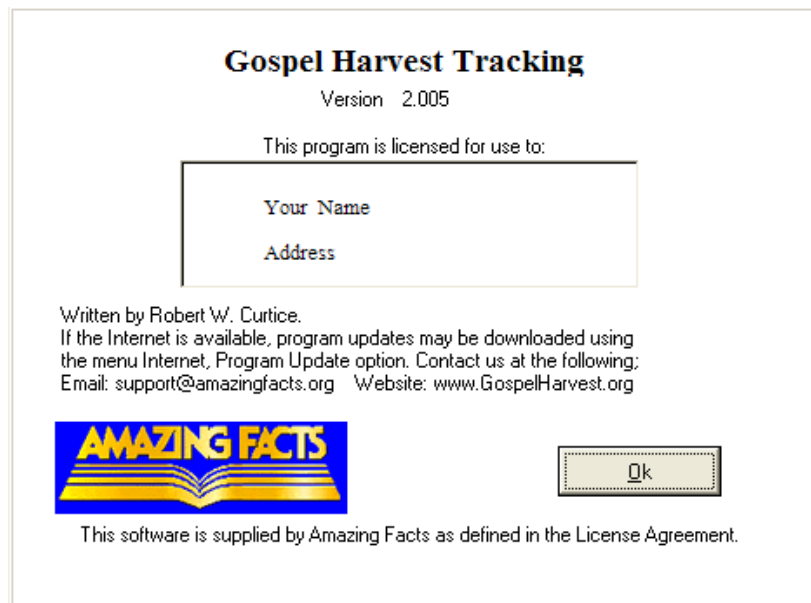 Gospel Harvest Tracking
Version 2.005
This program is licensed for use to:
Your Name
Address
Written by Robert W. Curtice.
If the Internet is available, program updates may be downloaded using
the menu Internet, Program Update option. Contact us at the following;
Email: support@amazingfacts.org Website: www.GospelHarvest.org
AMAZING FACTS
Ok
This software is supplied by Amazing Facts as defined in the License Agreement.